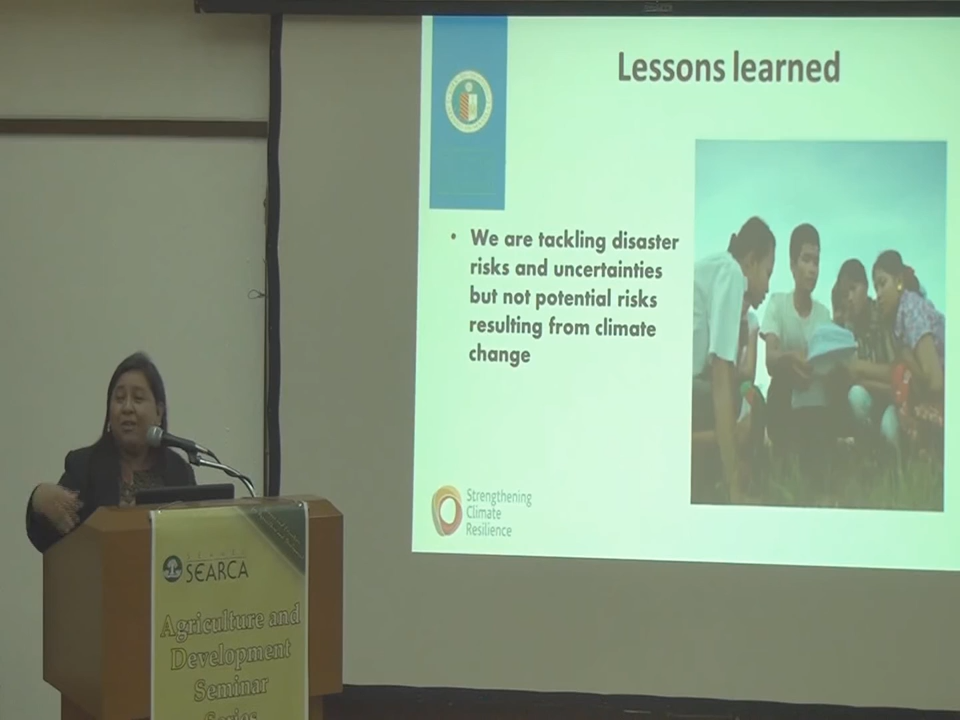 Lessons learned
• We are tackling disaster
risks and uncertainties
but not potential risks
resulting from climate
change
Strengthening
Climate
Resilience
SEARCA
Agriculture and
Development
Seminar
Series